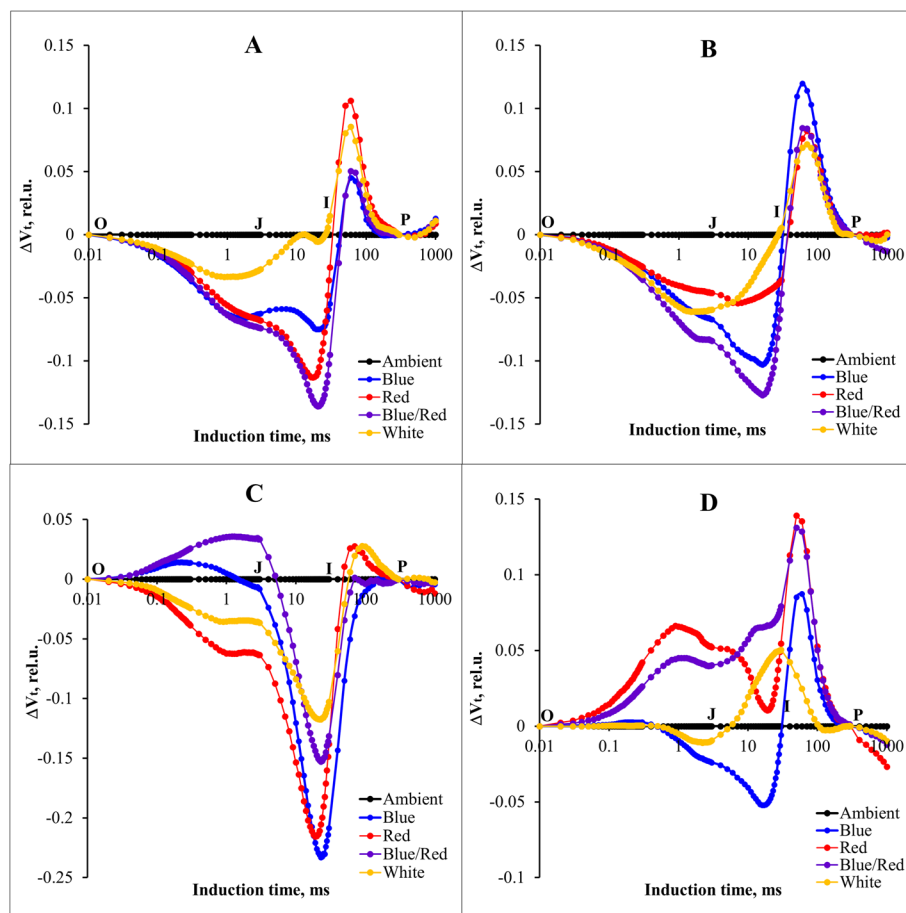 A
0.15
0.1
0.05
0
-0.05
-0.1
-0.15
ΔVt, rel.u.
O
J
I
P
0.01
0.1
1
10
100
1000
Ambient
Blue
Red
Blue/Red
White
Induction time, ms
B
0.15
0.1
0.05
0
-0.05
-0.1
-0.15
ΔVt, rel.u.
O
J
I
P
0.01
0.1
1
10
100
1000
Ambient
Blue
Red
Blue/Red
White
Induction time, ms
C
0.05
0
-0.05
-0.1
-0.15
-0.2
-0.25
ΔVt, rel.u.
O
J
I
P
0.01
0.1
1
10
100
1000
Ambient
Blue
Red
Blue/Red
White
Induction time, ms
D
0.15
0.1
0.05
0
-0.05
-0.1
ΔVt, rel.u.
O
J
I
P
0.01
0.1
1
10
100
1000
Ambient
Blue
Red
Blue/Red
White
Induction time, ms